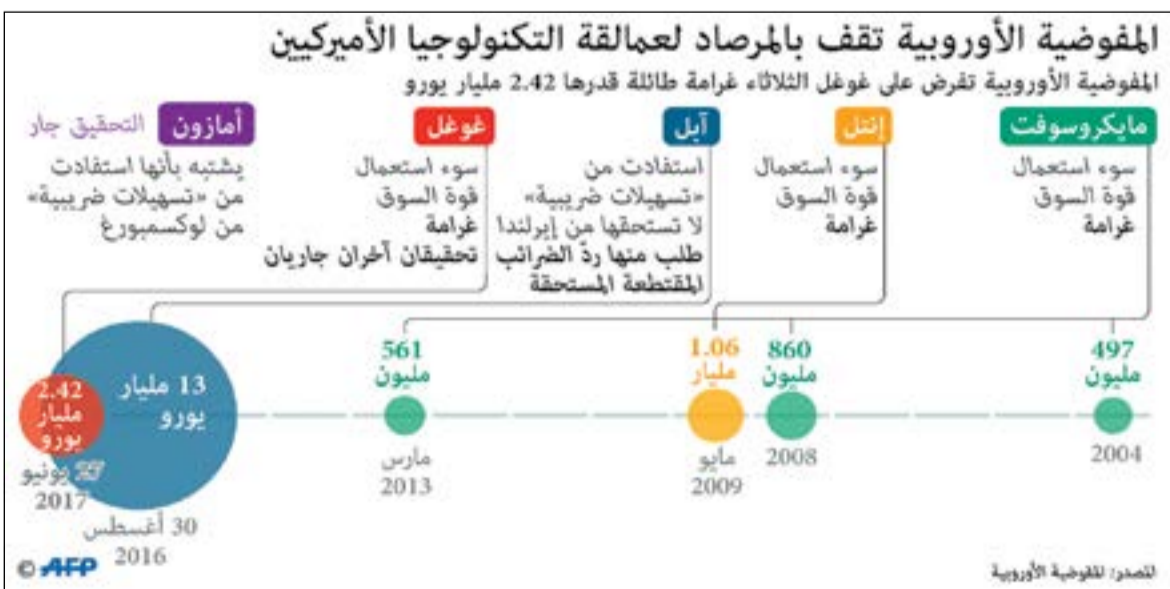 المفوضية الأوروبية تقف بالمرصاد لعمالقة التكنولوجيا الأميركيين
المفوضية الأوروبية تفرض على غوغل الثلاثاء غرامة طائلة قدرها 2.42 مليار يورو
مايكروسوفت
سوء استعمال
قوة السوق
غرامة
إنتل
سوء استعمال
قوة السوق
غرامة
آبل
استفادت من
«تسهيلات ضريبية»
لا تستحقها من إيرلندا
طلب منها ردّ الضرائب
المقتطعة المستحقة
غوغل
سوء استعمال
قوة السوق
غرامة
تحقيقان آخران جاريان
أمازون التحقيق جار
يشتبه بأنها استفادت
من «تسهيلات ضريبية»
من لوكسمبورغ
497
مليون
2004
860
مليون
2008
1.06
مليار
مايو
2009
561
مليون
مارس
2013
13 مليار
يورو
30 أغسطس
2016
2.42
مليار
يورو
27 يونيو
2017
المصدر: المفوضية الأوروبية
© AFP